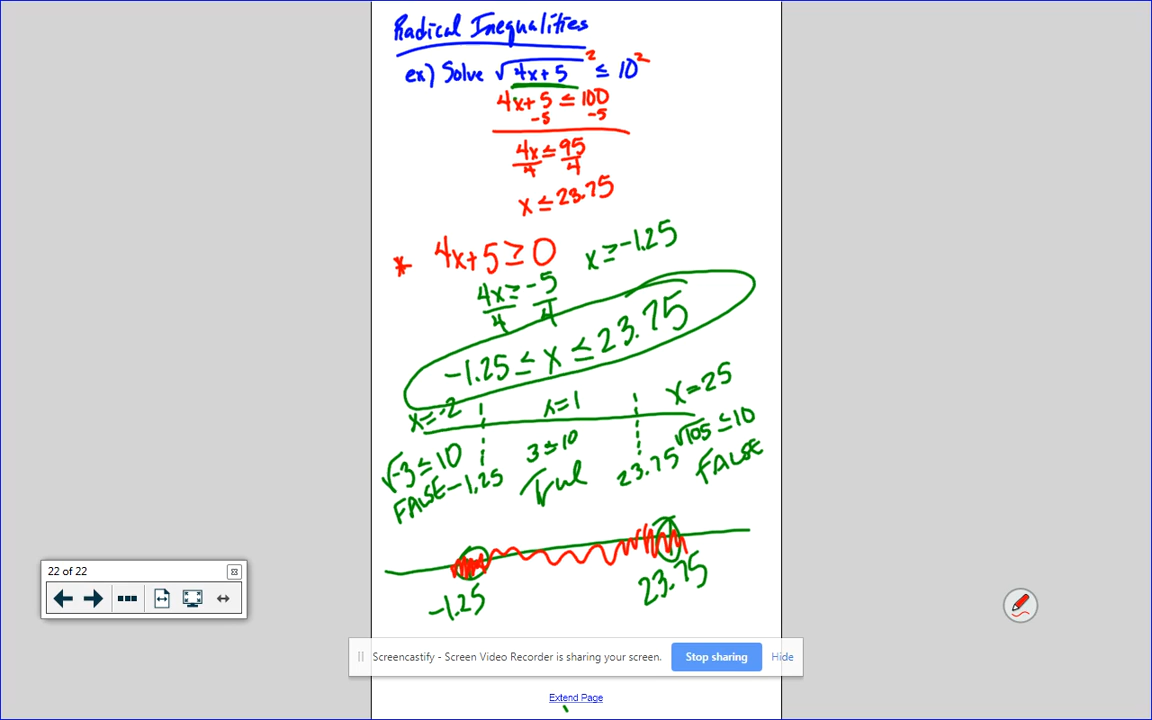 Radical Inequalities
ex) Solve √4x+5 ² ≤ 10²
4x+5 ≤ 100
-5 -5
4x ≤ 95
4 4
x ≤ 23.75
* 4x+5 ≥ 0 x ≥ -1.25
4x ≥ -5
4 4
-1.25 ≤ x ≤ 23.75
x=-2 x=1 x=25
√-3 ≤ 10 3 ≤ 10 √105 ≤ 10
FALSE -1.25 True 23.75 FALSE
-1.25 23.75
22 of 22
Screencastify - Screen Video Recorder is sharing your screen. Stop sharing Hide
Extend Page